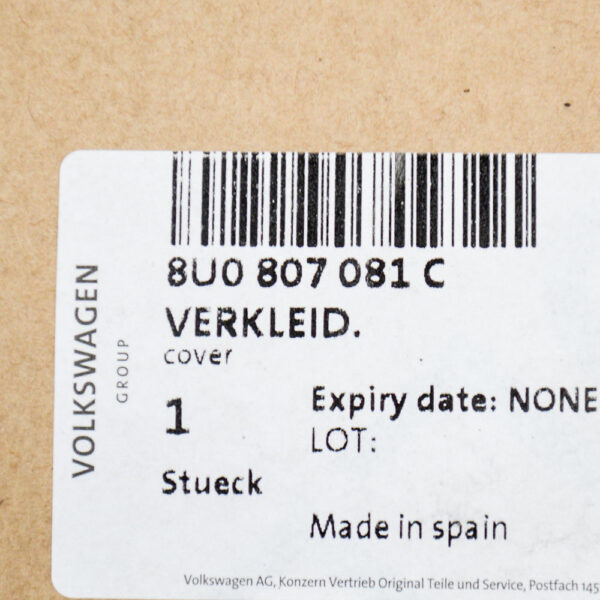 8U0 807 081 C
VERKLEID.
cover
VOLKSWAGEN
GROUP
1
Stueck
Expiry date: NONE
LOT:
Made in spain
Volkswagen AG, Konzern Vertrieb Original Teile und Service, Postfach 145